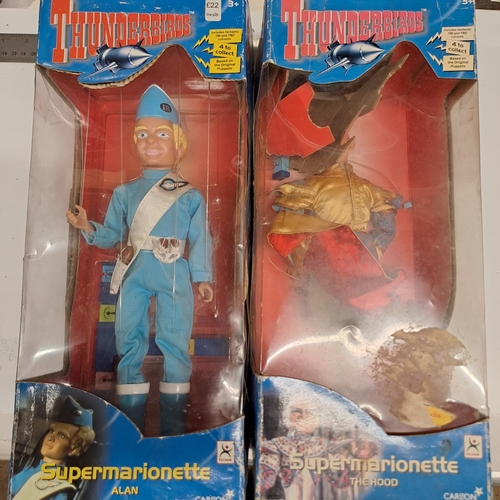 £22
THUNDERBIRDS
3+
4 to
collect
Based on
the Original
Puppets
Supermarionette
ALAN
CARLTON
THUNDERBIRDS
3+
4 to
collect
Based on
the Original
Puppets
Supermarionette
THE HOOD
CARLTON